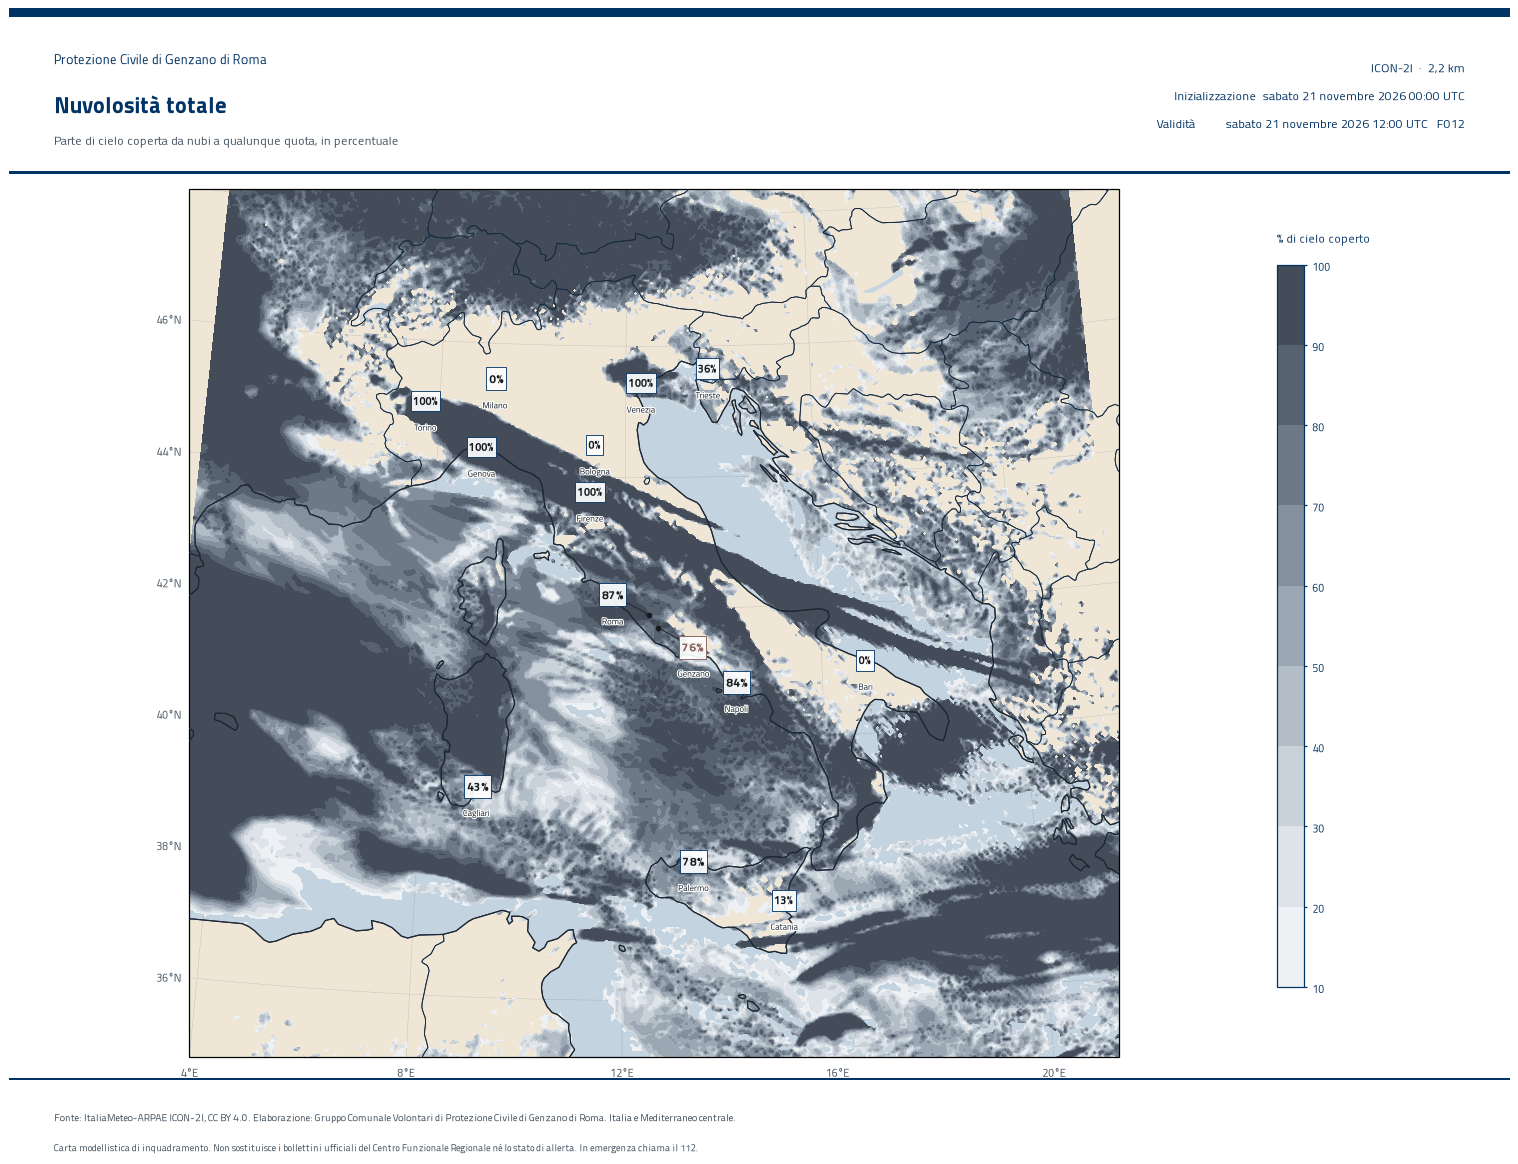 Protezione Civile di Genzano di Roma
Nuvolosità totale
Parte di cielo coperta da nubi a qualunque quota, in percentuale
ICON-2I · 2,2 km
Inizializzazione sabato 21 novembre 2026 00:00 UTC
Validità sabato 21 novembre 2026 12:00 UTC F012
% di cielo coperto
100
90
80
70
60
50
40
30
20
10
46°N
44°N
42°N
40°N
38°N
36°N
4°E
8°E
12°E
16°E
20°E
0%
Milano
100%
Torino
100%
Genova
100%
Venezia
36%
Trieste
0%
Bologna
100%
Firenze
87%
Roma
76%
Genzano
84%
Napoli
0%
Bari
43%
Cagliari
78%
Palermo
13%
Catania
Fonte: ItaliaMeteo-ARPAE ICON-2I, CC BY 4.0. Elaborazione: Gruppo Comunale Volontari di Protezione Civile di Genzano di Roma. Italia e Mediterraneo centrale.
Carta modellistica di inquadramento. Non sostituisce i bollettini ufficiali del Centro Funzionale Regionale né lo stato di allerta. In emergenza chiama il 112.